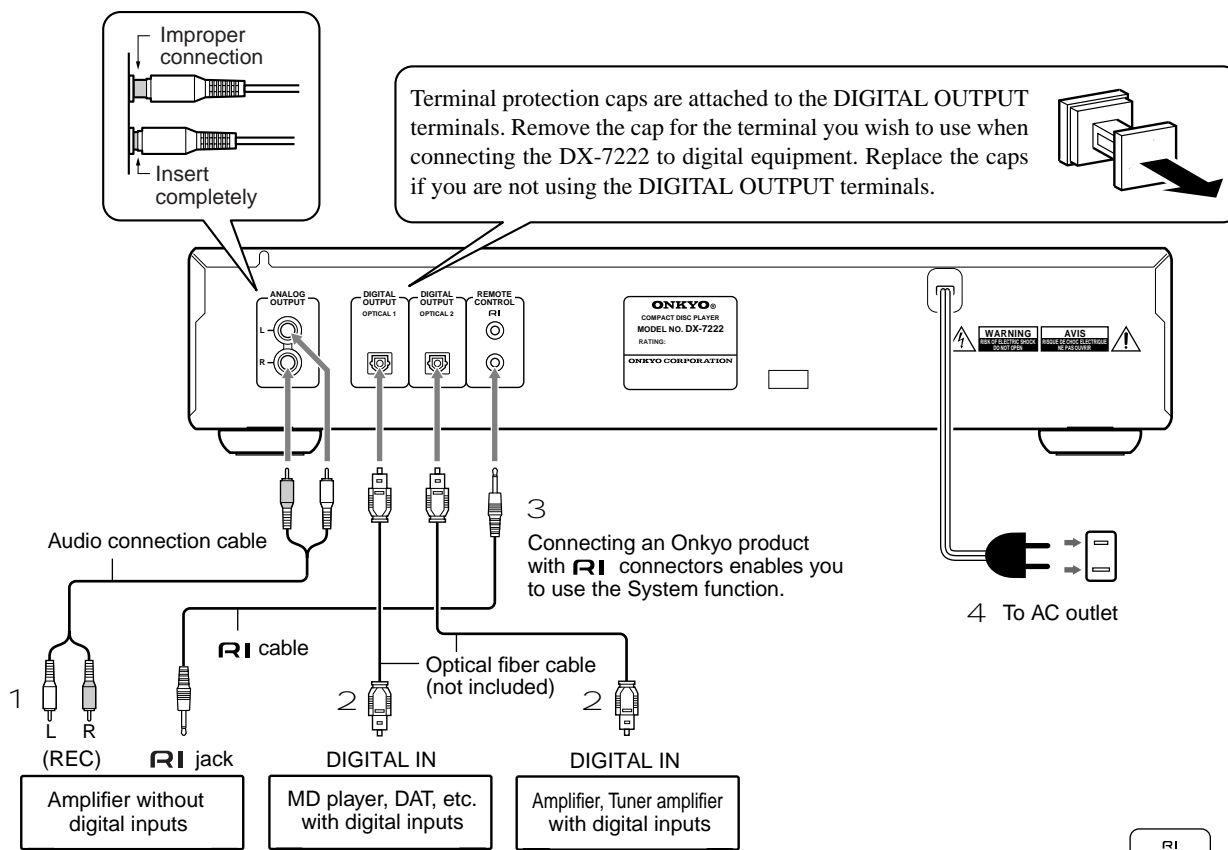 Improper
connection
Insert
completely
Terminal protection caps are attached to the DIGITAL OUTPUT
terminals. Remove the cap for the terminal you wish to use when
connecting the DX-7222 to digital equipment. Replace the caps
if you are not using the DIGITAL OUTPUT terminals.
ANALOG
OUTPUT
L
R
DIGITAL
OUTPUT
OPTICAL 1
DIGITAL
OUTPUT
OPTICAL 2
REMOTE
CONTROL
RI
ONKYO®
COMPACT DISC PLAYER
MODEL NO. DX-7222
RATING:
ONKYO CORPORATION
WARNING
RISK OF ELECTRIC SHOCK
DO NOT OPEN
AVIS
RISQUE DE CHOC ELECTRIQUE
NE PAS OUVRIR
Audio connection cable
3
Connecting an Onkyo product
with RI connectors enables you
to use the System function.
4 To AC outlet
RI cable
Optical fiber cable
(not included)
1
L R
(REC)
RI jack
2
DIGITAL IN
2
DIGITAL IN
Amplifier without
digital inputs
MD player, DAT, etc.
with digital inputs
Amplifier, Tuner amplifier
with digital inputs
RI